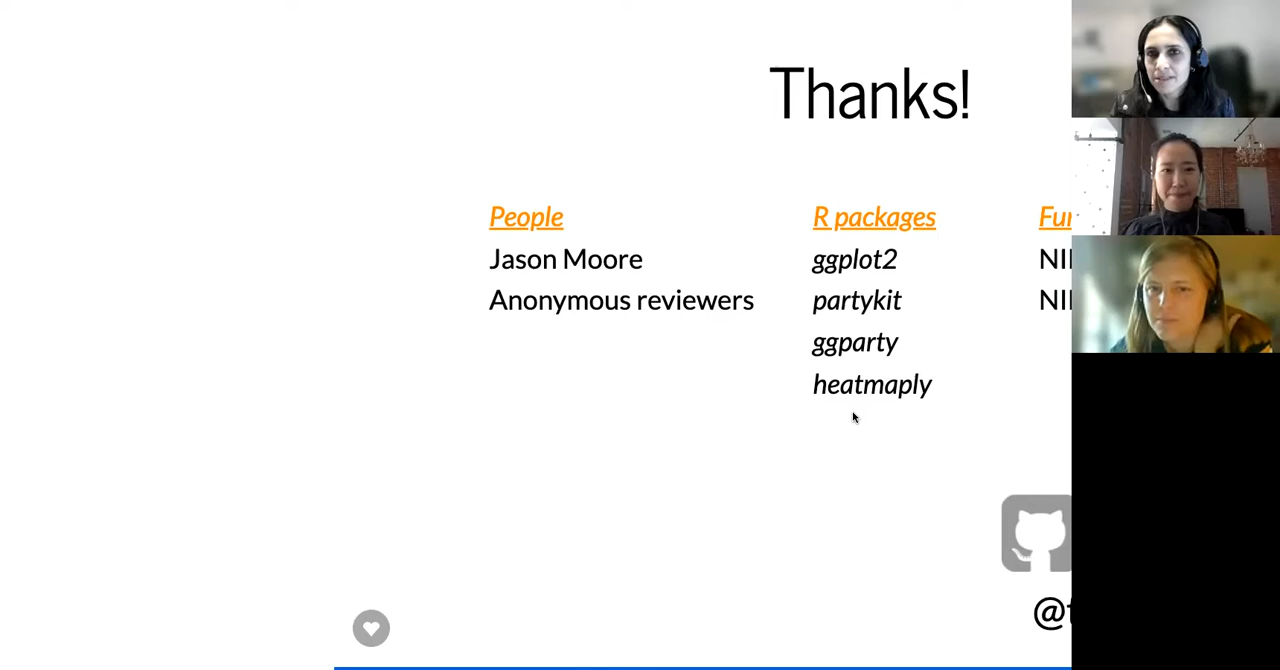 Thanks!
People
Jason Moore
Anonymous reviewers
R packages
ggplot2
partykit
ggparty
heatmaply